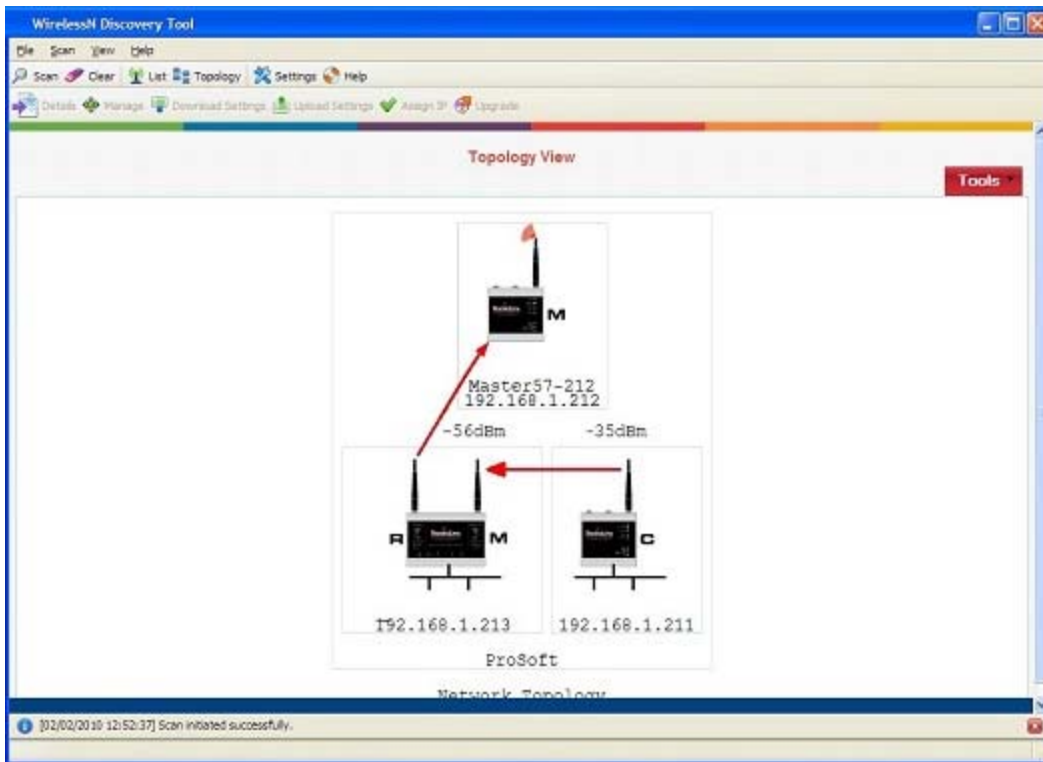 WirelessN Discovery Tool
File Scan View Help
Scan Clear List Topology Settings Help
Details Manage Download Settings Upload Settings Assign IP Upgrade
Topology View
Tools
M
Master57-212
192.168.1.212
-56dBm -35dBm
R M C
192.168.1.213 192.168.1.211
ProSoft
Network Topology
[02/02/2010 12:52:37] Scan initiated successfully.